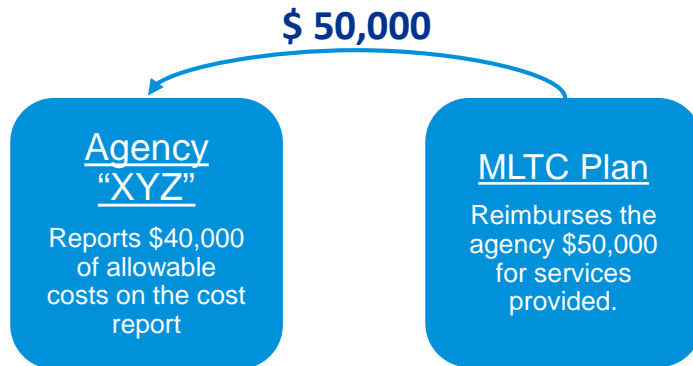 $ 50,000
Agency
“XYZ”
Reports $40,000
of allowable
costs on the cost
report
MLTC Plan
Reimburses the
agency $50,000
for services
provided.